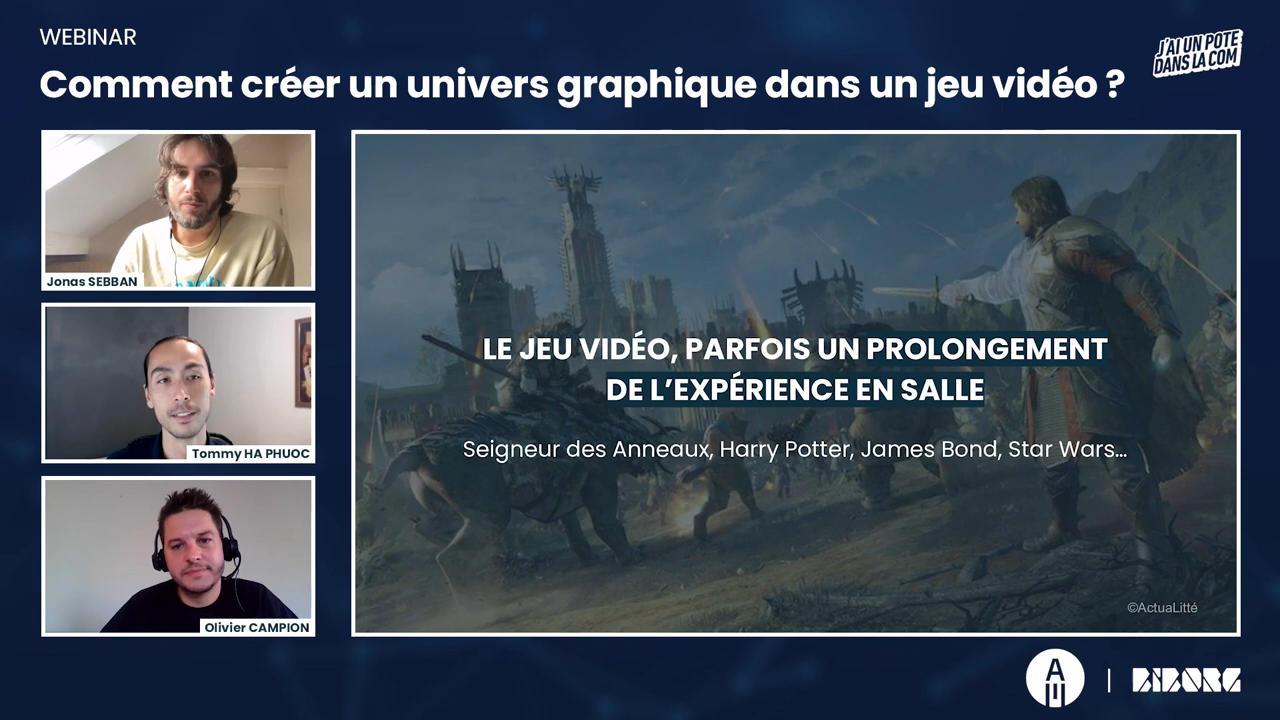 WEBINAR
Comment créer un univers graphique dans un jeu vidéo ?
J'AI UN POTE
DANS LA COM
Jonas SEBBAN
Tommy HA PHUOC
Olivier CAMPION
LE JEU VIDÉO, PARFOIS UN PROLONGEMENT
DE L’EXPÉRIENCE EN SALLE
Seigneur des Anneaux, Harry Potter, James Bond, Star Wars...
©ActuaLitté
BIBORG